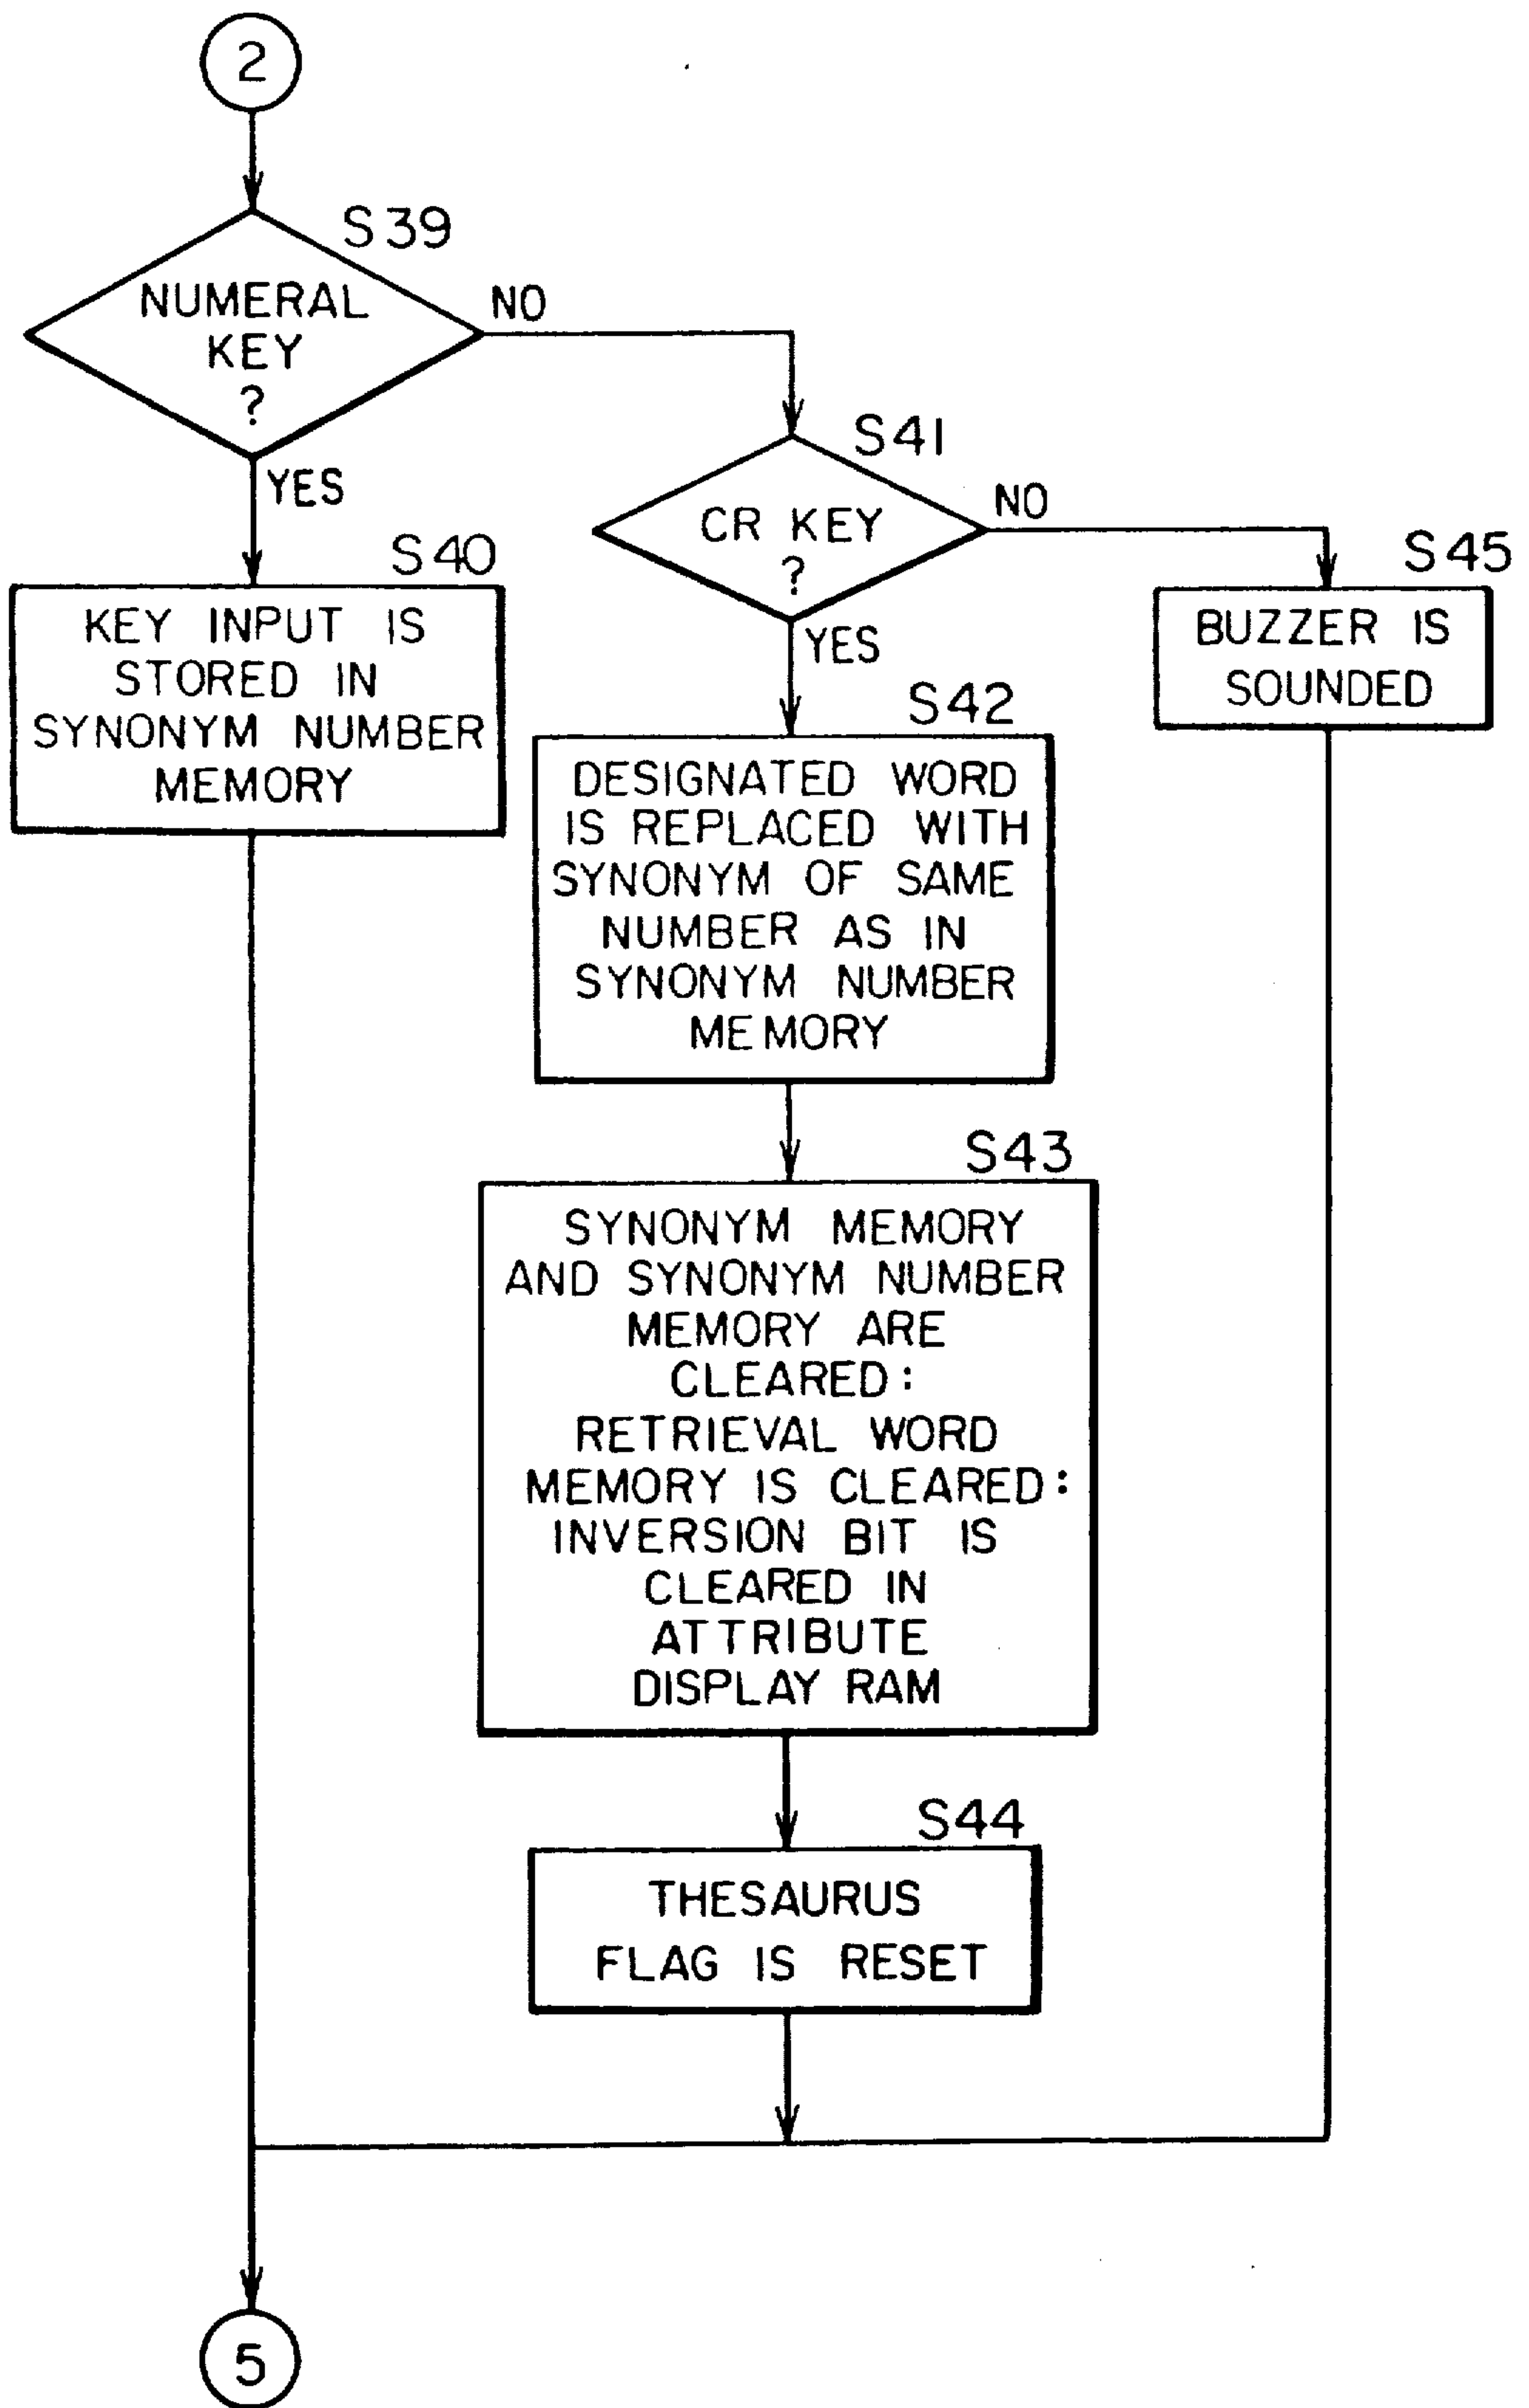 2
S39
NUMERAL
KEY
?
NO
YES
S40
KEY INPUT IS
STORED IN
SYNONYM NUMBER
MEMORY
S41
CR KEY
?
NO
YES
S45
BUZZER IS
SOUNDED
S42
DESIGNATED WORD
IS REPLACED WITH
SYNONYM OF SAME
NUMBER AS IN
SYNONYM NUMBER
MEMORY
S43
SYNONYM MEMORY
AND SYNONYM NUMBER
MEMORY ARE
CLEARED:
RETRIEVAL WORD
MEMORY IS CLEARED:
INVERSION BIT IS
CLEARED IN
ATTRIBUTE
DISPLAY RAM
S44
THESAURUS
FLAG IS RESET
5